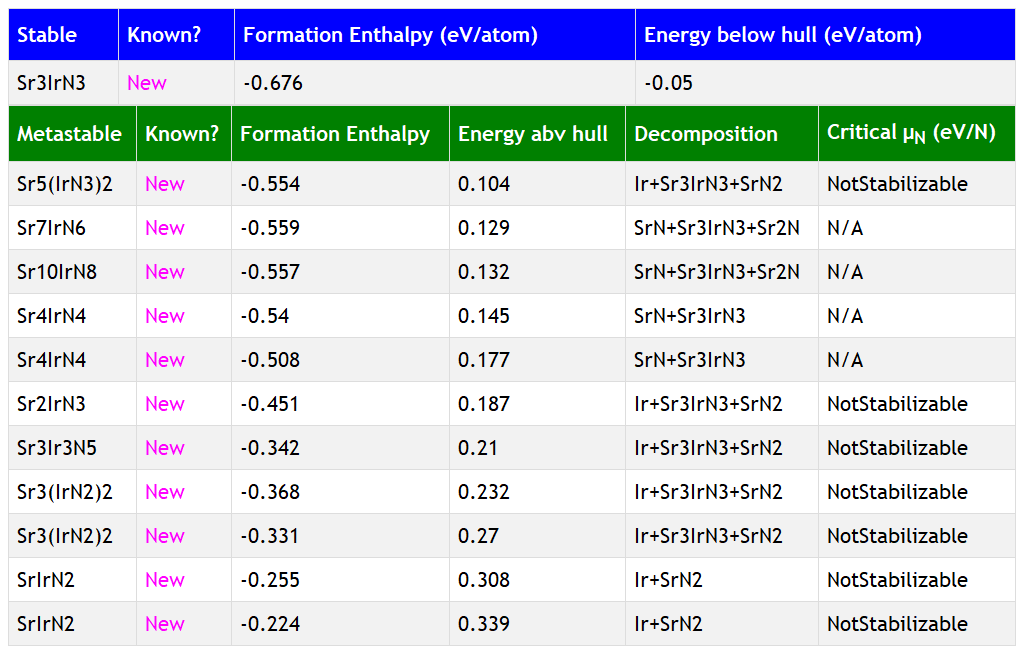 Stable Known? Formation Enthalpy (eV/atom) Energy below hull (eV/atom)
Sr3IrN3 New -0.676 -0.05
Metastable Known? Formation Enthalpy Energy abv hull Decomposition Critical μN (eV/N)
Sr5(IrN3)2 New -0.554 0.104 Ir+Sr3IrN3+SrN2 NotStabilizable
Sr7IrN6 New -0.559 0.129 SrN+Sr3IrN3+Sr2N N/A
Sr10IrN8 New -0.557 0.132 SrN+Sr3IrN3+Sr2N N/A
Sr4IrN4 New -0.54 0.145 SrN+Sr3IrN3 N/A
Sr4IrN4 New -0.508 0.177 SrN+Sr3IrN3 N/A
Sr2IrN3 New -0.451 0.187 Ir+Sr3IrN3+SrN2 NotStabilizable
Sr3Ir3N5 New -0.342 0.21 Ir+Sr3IrN3+SrN2 NotStabilizable
Sr3(IrN2)2 New -0.368 0.232 Ir+Sr3IrN3+SrN2 NotStabilizable
Sr3(IrN2)2 New -0.331 0.27 Ir+Sr3IrN3+SrN2 NotStabilizable
SrIrN2 New -0.255 0.308 Ir+SrN2 NotStabilizable
SrIrN2 New -0.224 0.339 Ir+SrN2 NotStabilizable